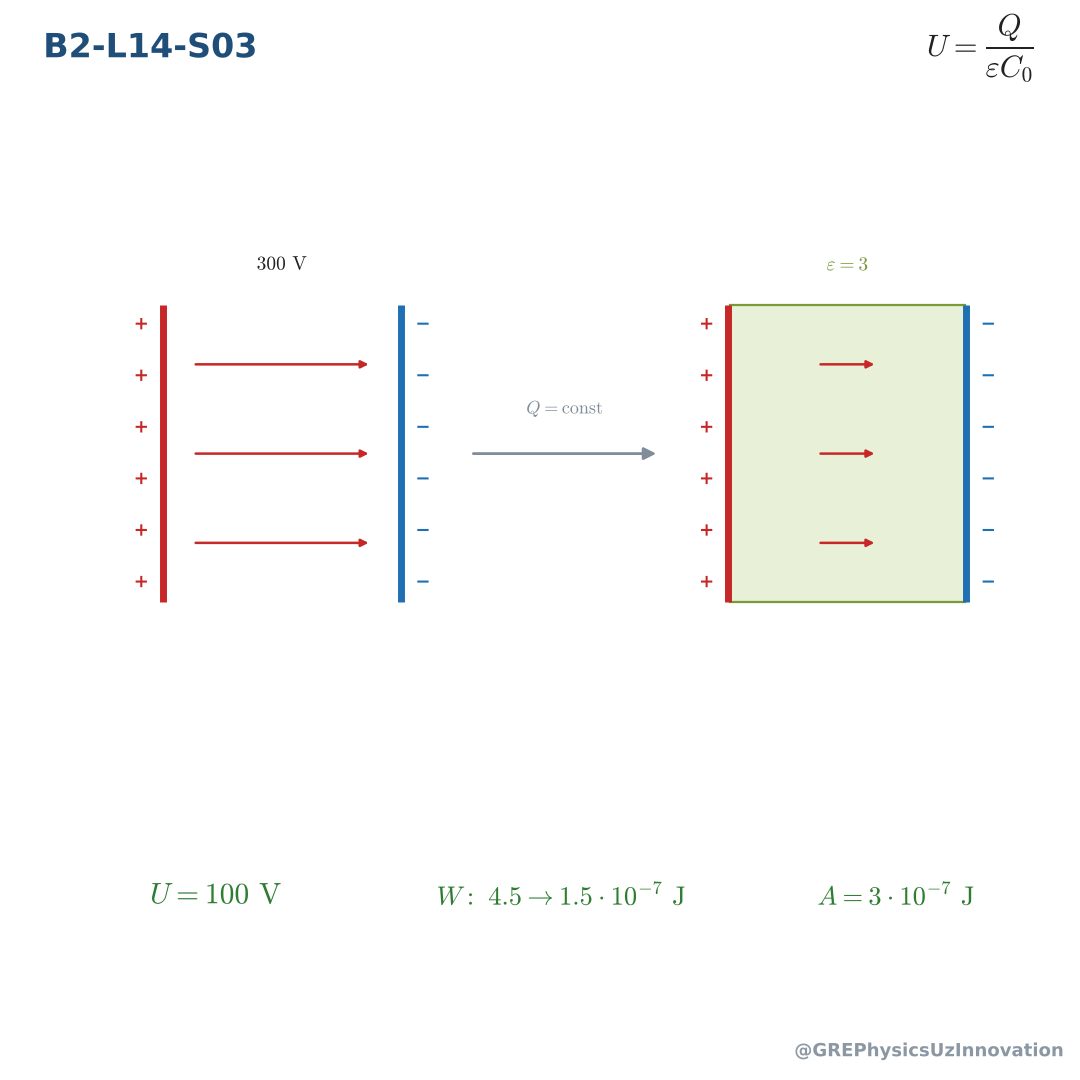 B2-L14-S03
U = Q / εC₀
300 V
ε = 3
+ −
+ −
+ −
+ −
+ −
+ −
Q = const
+ −
+ −
+ −
+ −
+ −
+ −
U = 100 V
W: 4.5 → 1.5 · 10⁻⁷ J
A = 3 · 10⁻⁷ J
@GREPhysicsUzInnovation